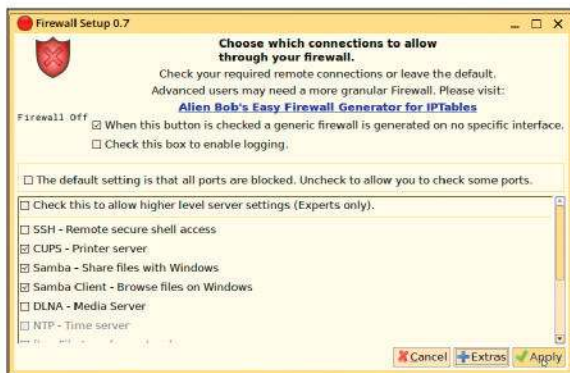 Firewall Setup 0.7
Choose which connections to allow
through your firewall.
Check your required remote connections or leave the default.
Advanced users may need a more granular Firewall. Please visit:
Alien Bob's Easy Firewall Generator for IPTables
Firewall Off
When this button is checked a generic firewall is generated on no specific interface.
Check this box to enable logging.
The default setting is that all ports are blocked. Uncheck to allow you to check some ports.
Check this to allow higher level server settings (Experts only).
SSH - Remote secure shell access
CUPS - Printer server
Samba - Share files with Windows
Samba Client - Browse files on Windows
DLNA - Media Server
NTP - Time server
Cancel
Extras
Apply